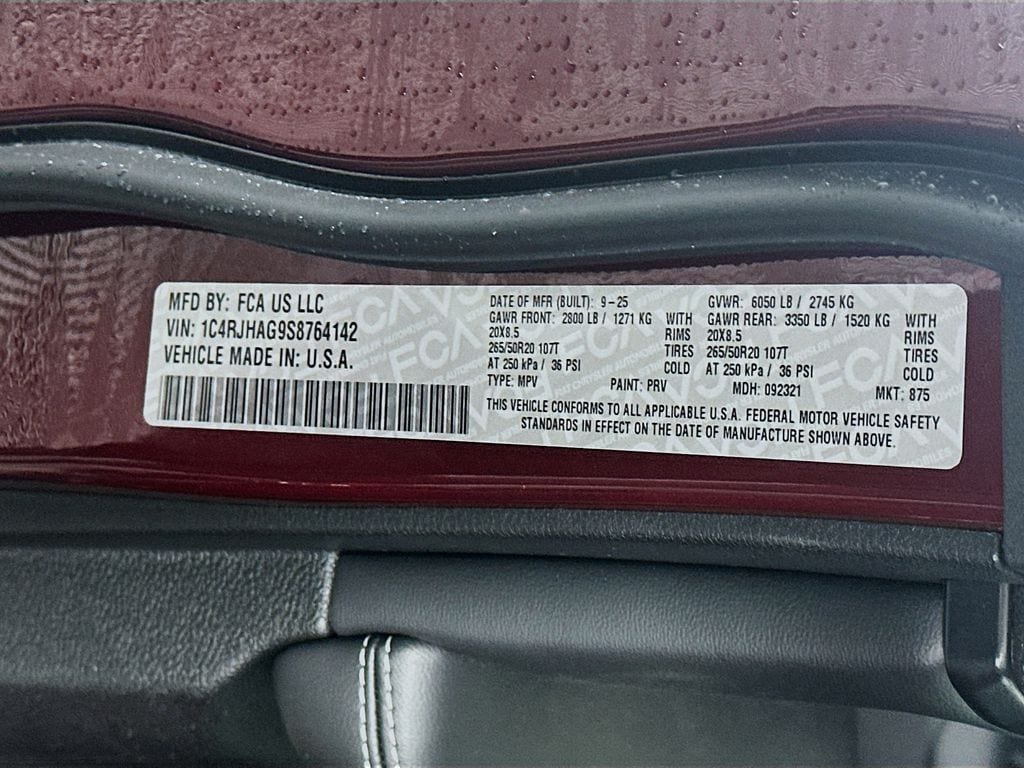 MFD BY: FCA US LLC
VIN: 1C4RJHAG9S8764142
VEHICLE MADE IN: U.S.A.
DATE OF MFR (BUILT): 9-25 GVWR: 6050 LB / 2745 KG
GAWR FRONT: 2800 LB / 1271 KG WITH GAWR REAR: 3350 LB / 1520 KG WITH
20X8.5 RIMS 20X8.5 RIMS
265/50R20 107T TIRES 265/50R20 107T TIRES
AT 250 kPa / 36 PSI COLD AT 250 kPa / 36 PSI COLD
TYPE: MPV PAINT: PRV MDH: 092321 MKT: 875
THIS VEHICLE CONFORMS TO ALL APPLICABLE U.S.A. FEDERAL MOTOR VEHICLE SAFETY
STANDARDS IN EFFECT ON THE DATE OF MANUFACTURE SHOWN ABOVE.